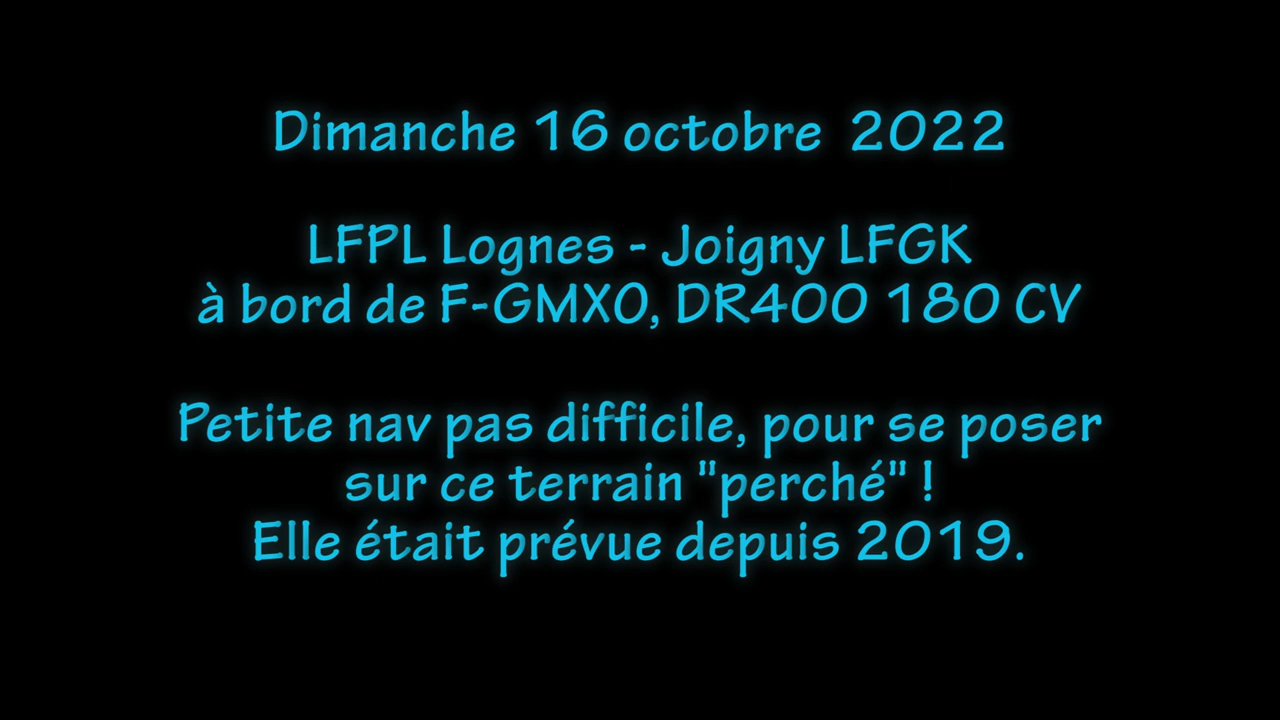 Dimanche 16 octobre  2022
LFPL Lognes - Joigny LFGK
à bord de F-GMXO, DR400 180 CV
Petite nav pas difficile, pour se poser
sur ce terrain "perché" !
Elle était prévue depuis 2019.